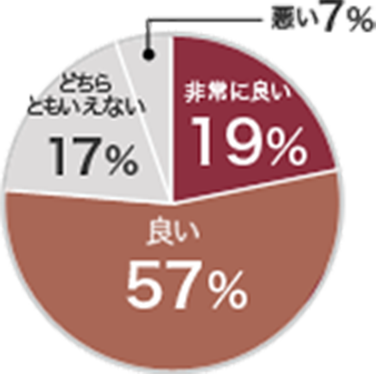 悪い7%
非常に良い
19%
どちら
ともいえない
17%
良い
57%